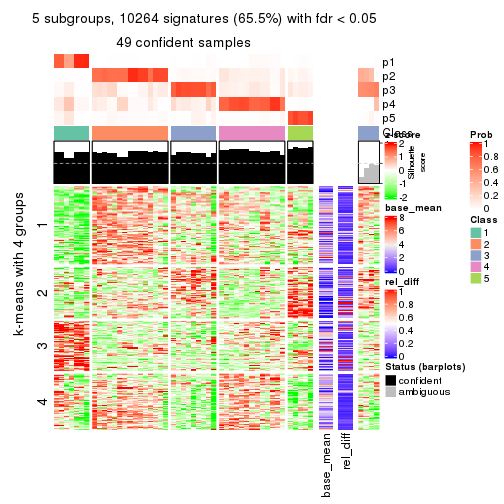 5 subgroups, 10264 signatures (65.5%) with fdr < 0.05
49 confident samples
p1
p2
p3
p4
p5
Class
Silhouette
score
k-means with 4 groups
1
2
3
4
base_mean
rel_diff
z-score
2
1
0
-1
-2
base_mean
8
6
4
2
0
rel_diff
1
0.8
0.6
0.4
0.2
0
Status (barplots)
confident
ambiguous
Prob
1
0.8
0.6
0.4
0.2
0
Class
1
2
3
4
5